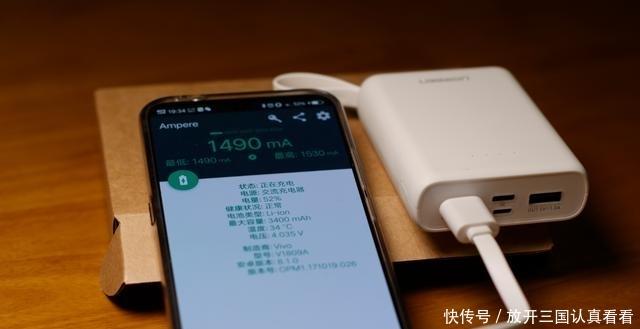 19:34 52%
Ampere
1490 mA
最低: 1490 mA 最高: 1530 mA
状态: 正在充电
电源: 交流充电器
电量: 52%
健康状况: 正常
电池类型: Li-ion
最大容量: 3400 mAh
温度: 34 °C
电压: 4.035 V
制造商: Vivo
型号: V1809A
安卓版本: 8.1.0
版本号: OPM1.171019.026
UGREEN
快传号 / 放开三国认真看看